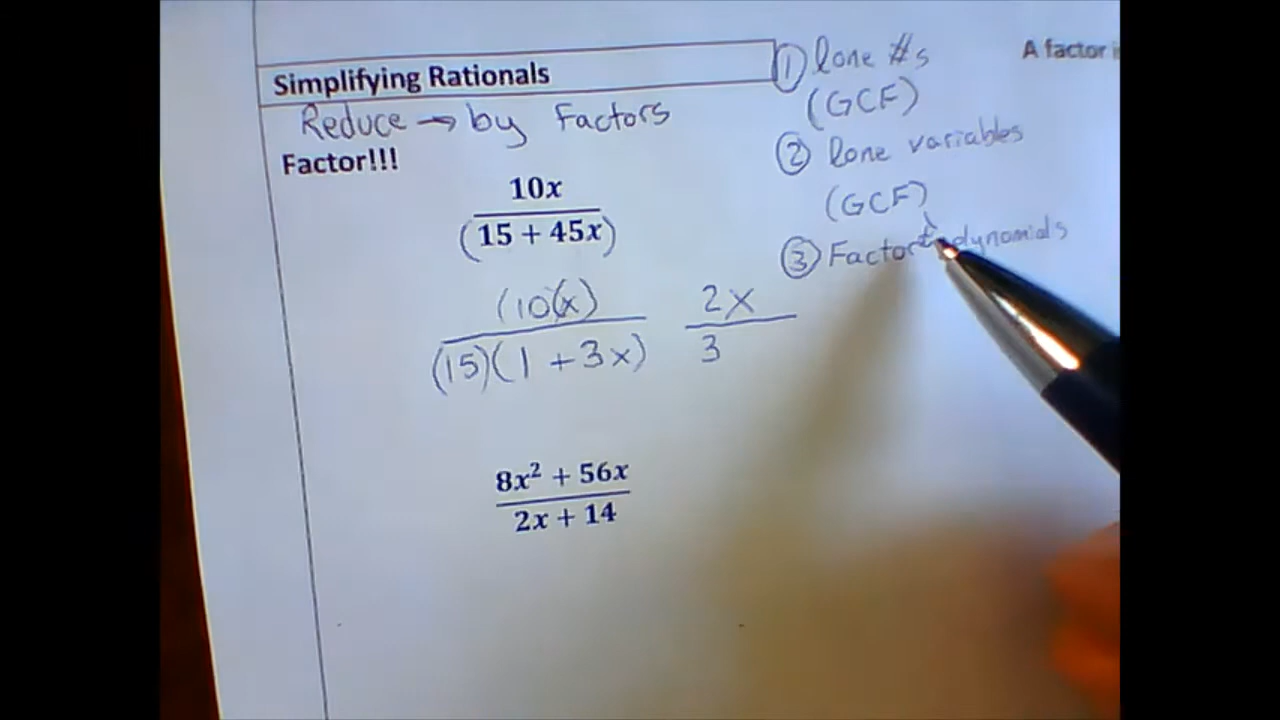 Simplifying Rationals
Reduce → by Factors
Factor!!!
10x
(15 + 45x)
(10)(x)
(15)(1 + 3x)
2x
3
8x² + 56x
2x + 14
① lone #s
(GCF)
② lone variables
(GCF)
③ Factor
A factor